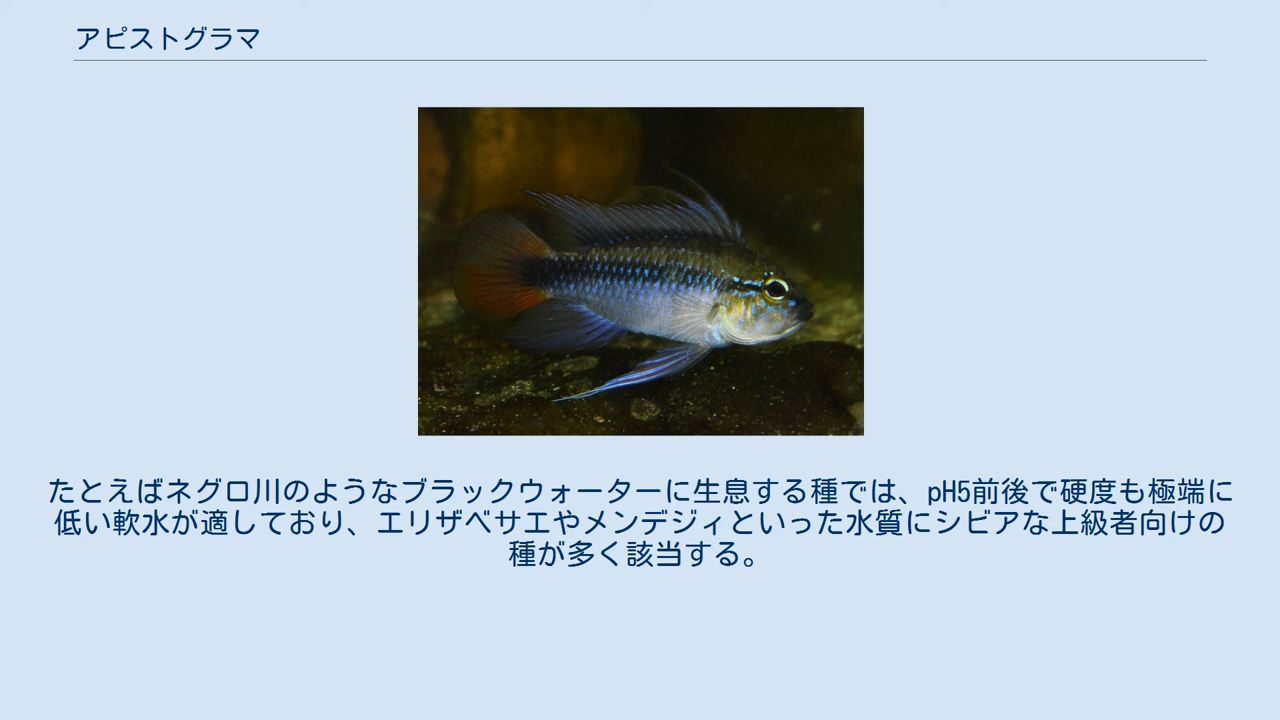 アピストグラマ
たとえばネグロ川のようなブラックウォーターに生息する種では、pH5前後で硬度も極端に
低い軟水が適しており、エリザベサエやメンデジィといった水質にシビアな上級者向けの
種が多く該当する。